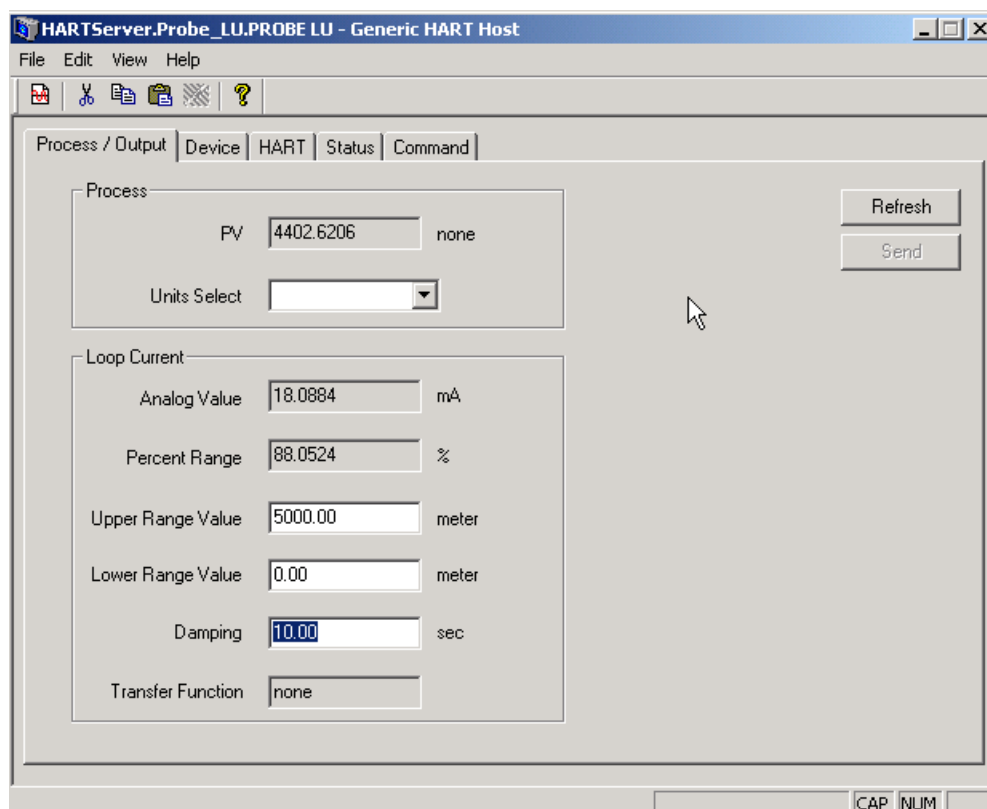 HARTServer.Probe_LU.PROBE LU - Generic HART Host
File Edit View Help
Process / Output Device HART Status Command
Process
PV 4402.6206 none
Units Select
Refresh
Send
Loop Current
Analog Value 18.0884 mA
Percent Range 88.0524 %
Upper Range Value 5000.00 meter
Lower Range Value 0.00 meter
Damping 10.00 sec
Transfer Function none
CAP NUM